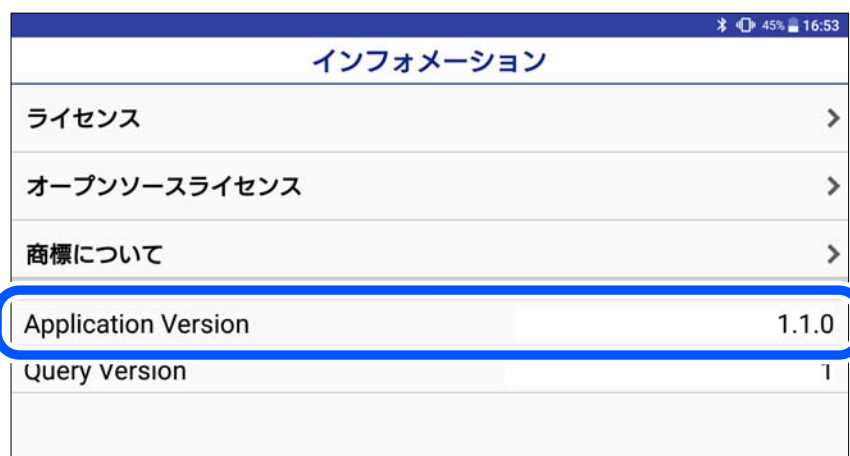 45% 16:53
インフォメーション
ライセンス
オープンソースライセンス
商標について
Application Version 1.1.0
Query Version 1